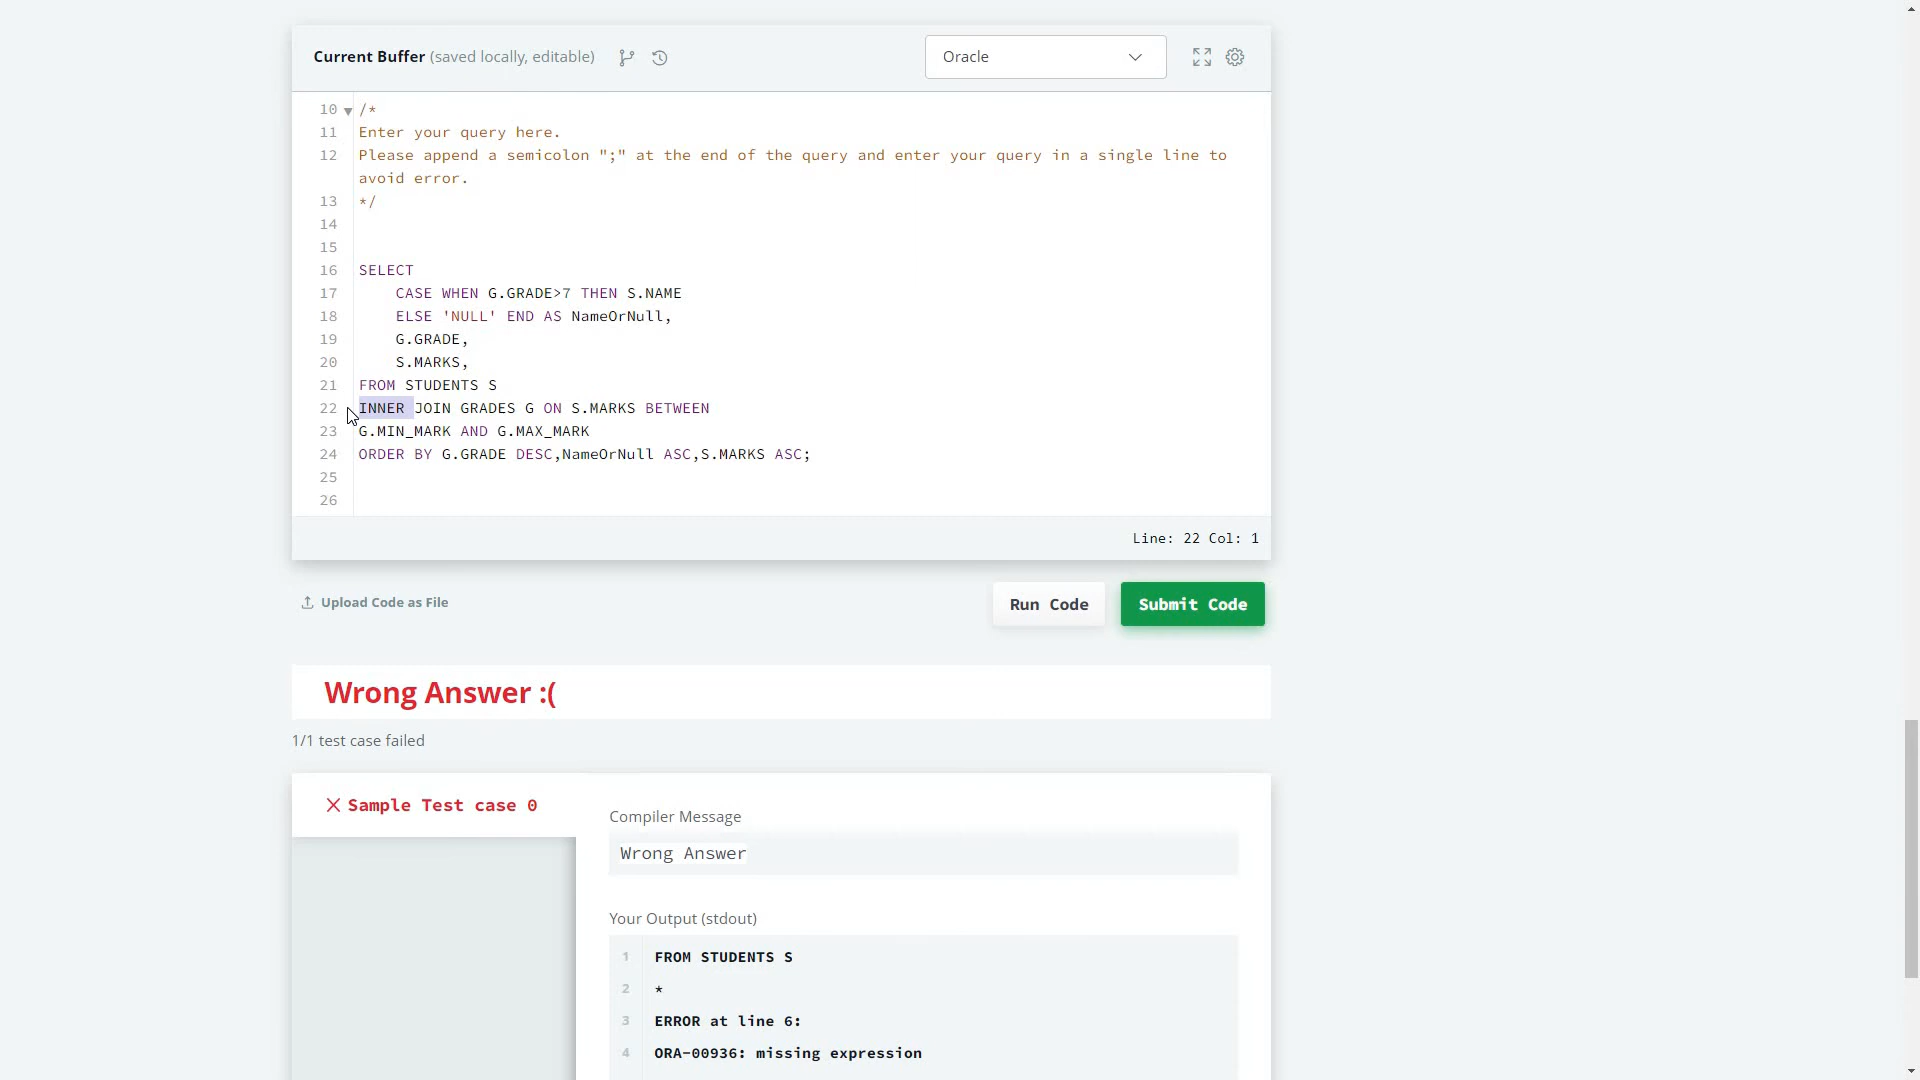 Current Buffer (saved locally, editable)
Oracle
10 /*
11 Enter your query here.
12 Please append a semicolon ";" at the end of the query and enter your query in a single line to
avoid error.
13 */
14
15
16 SELECT
17 CASE WHEN G.GRADE>7 THEN S.NAME
18 ELSE 'NULL' END AS NameOrNull,
19 G.GRADE,
20 S.MARKS,
21 FROM STUDENTS S
22 INNER JOIN GRADES G ON S.MARKS BETWEEN
23 G.MIN_MARK AND G.MAX_MARK
24 ORDER BY G.GRADE DESC,NameOrNull ASC,S.MARKS ASC;
25
26
Line: 22 Col: 1
Upload Code as File
Run Code
Submit Code
Wrong Answer :(
1/1 test case failed
Sample Test case 0
Compiler Message
Wrong Answer
Your Output (stdout)
1 FROM STUDENTS S
2 *
3 ERROR at line 6:
4 ORA-00936: missing expression